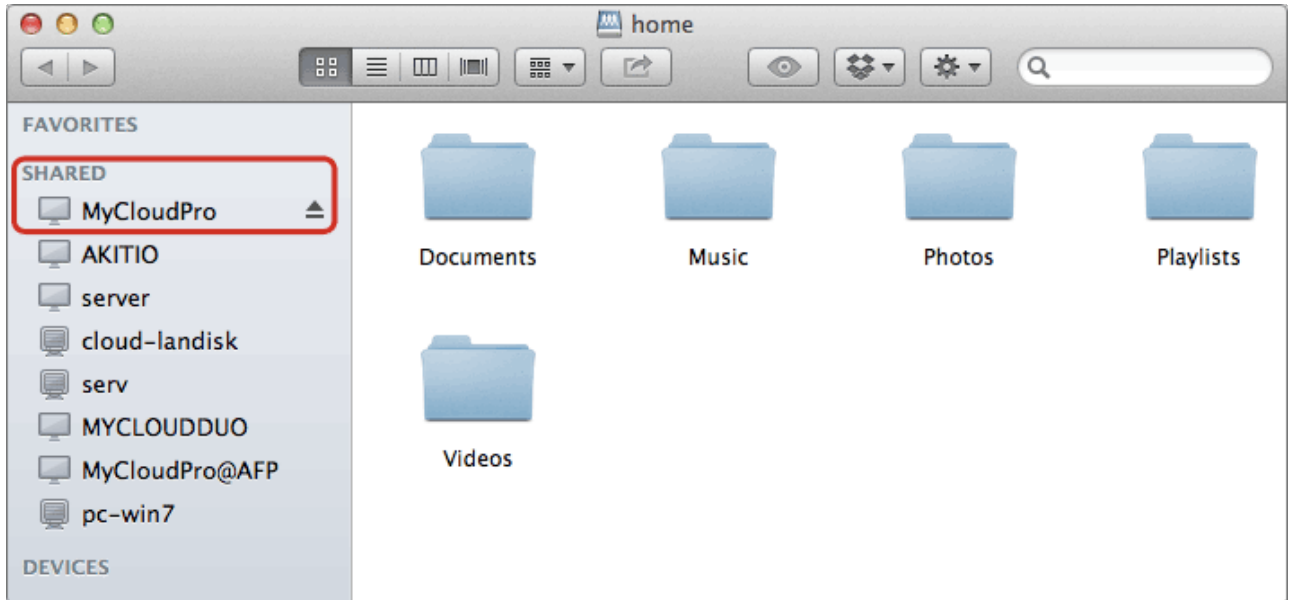 home
FAVORITES
SHARED
MyCloudPro
AKITIO
server
cloud-landisk
serv
MYCLOUDDUO
MyCloudPro@AFP
pc-win7
DEVICES
Documents Music Photos Playlists
Videos